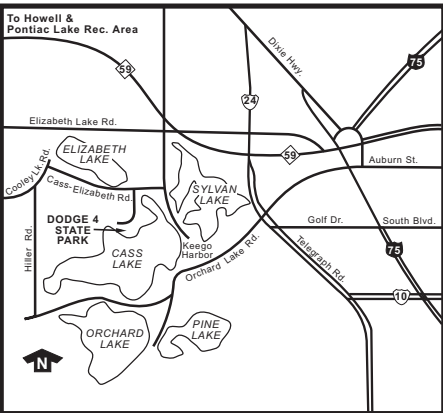 To Howell &
Pontiac Lake Rec. Area
59
Dixie Hwy.
75
24
Elizabeth Lake Rd.
59
ELIZABETH
LAKE
Auburn St.
Cooley Lk. Rd.
Cass-Elizabeth Rd.
SYLVAN
LAKE
DODGE 4
STATE
PARK
Golf Dr.
South Blvd.
Hiller Rd.
CASS
LAKE
Keego
Harbor
Orchard Lake Rd.
Telegraph Rd.
75
10
ORCHARD
LAKE
PINE
LAKE
N